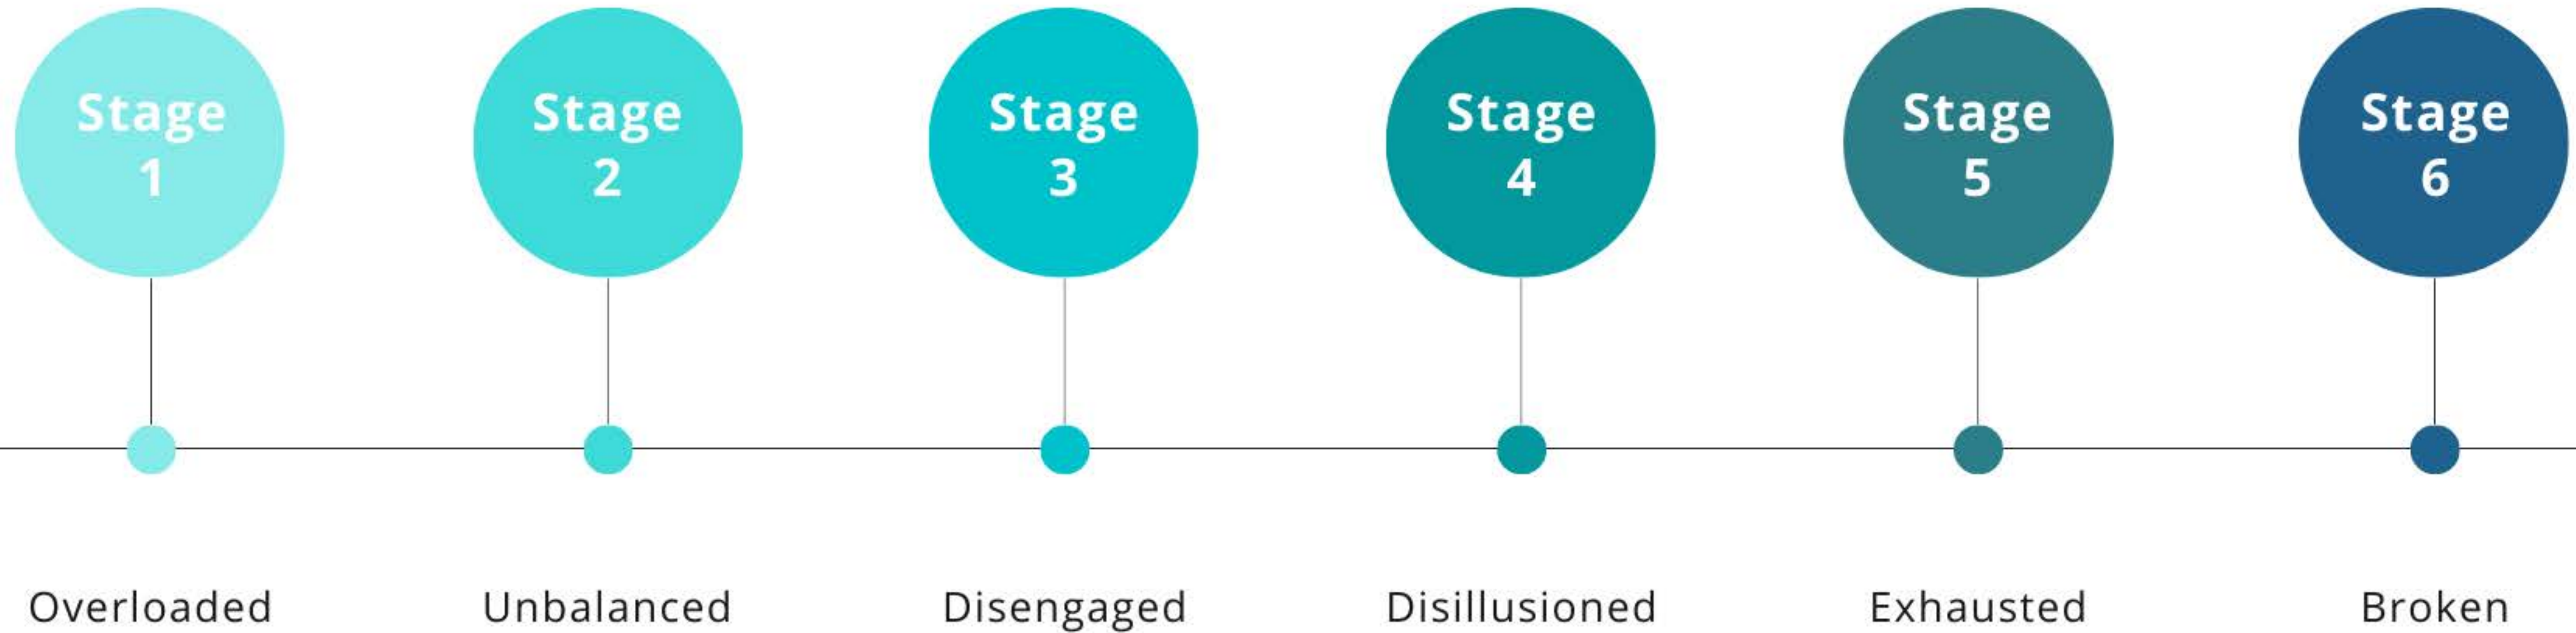 Stage
1
Stage
2
Stage
3
Stage
4
Stage
5
Stage
6
Overloaded
Unbalanced
Disengaged
Disillusioned
Exhausted
Broken